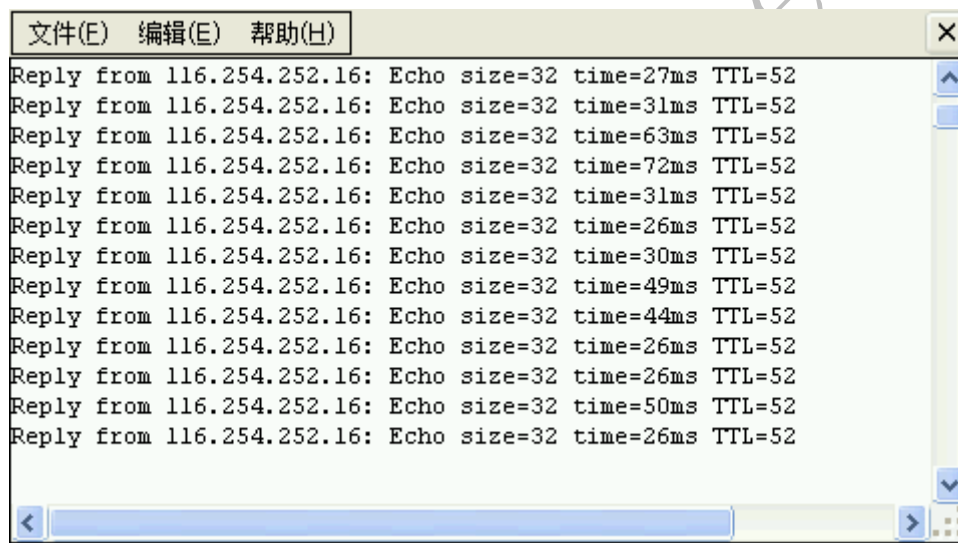 文件(F) 编辑(E) 帮助(H)
Reply from 116.254.252.16: Echo size=32 time=27ms TTL=52
Reply from 116.254.252.16: Echo size=32 time=31ms TTL=52
Reply from 116.254.252.16: Echo size=32 time=63ms TTL=52
Reply from 116.254.252.16: Echo size=32 time=72ms TTL=52
Reply from 116.254.252.16: Echo size=32 time=31ms TTL=52
Reply from 116.254.252.16: Echo size=32 time=26ms TTL=52
Reply from 116.254.252.16: Echo size=32 time=30ms TTL=52
Reply from 116.254.252.16: Echo size=32 time=49ms TTL=52
Reply from 116.254.252.16: Echo size=32 time=44ms TTL=52
Reply from 116.254.252.16: Echo size=32 time=26ms TTL=52
Reply from 116.254.252.16: Echo size=32 time=26ms TTL=52
Reply from 116.254.252.16: Echo size=32 time=50ms TTL=52
Reply from 116.254.252.16: Echo size=32 time=26ms TTL=52